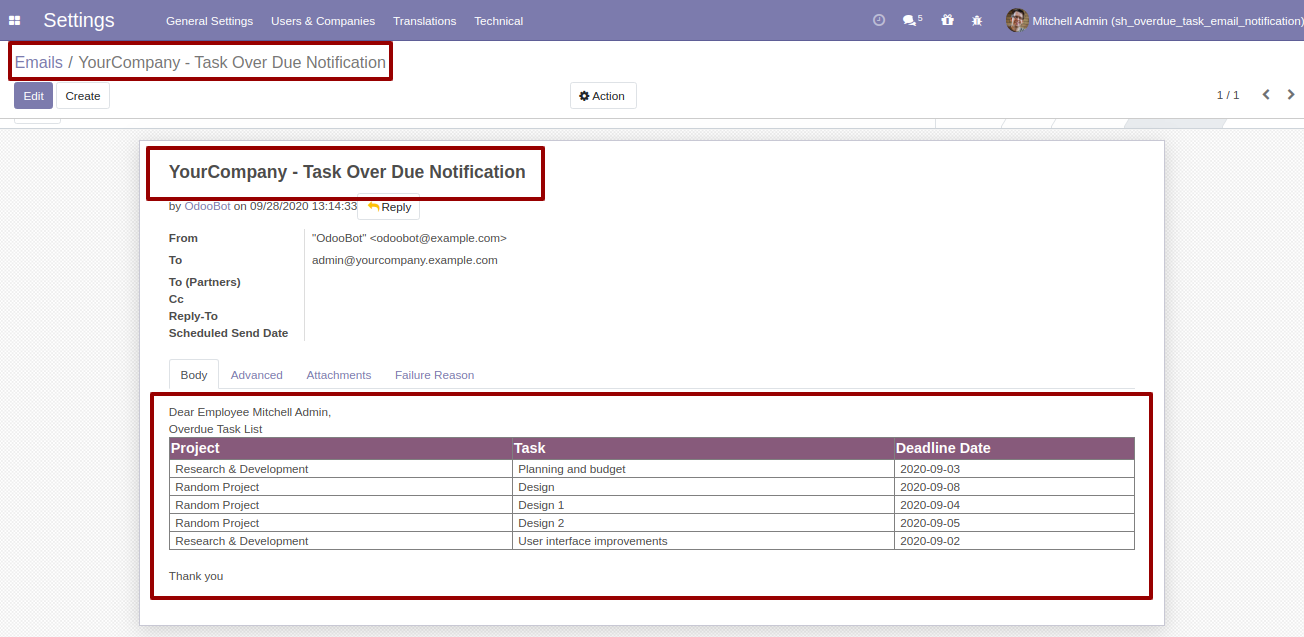 Settings General Settings Users & Companies Translations Technical 5 Mitchell Admin (sh_overdue_task_email_notification)
Emails / YourCompany - Task Over Due Notification
Edit Create Action 1 / 1
YourCompany - Task Over Due Notification
by OdooBot on 09/28/2020 13:14:33 Reply
From "OdooBot" <odoobot@example.com>
To admin@yourcompany.example.com
To (Partners)
Cc
Reply-To
Scheduled Send Date
Body Advanced Attachments Failure Reason
Dear Employee Mitchell Admin,
Overdue Task List
Project Task Deadline Date
Research & Development Planning and budget 2020-09-03
Random Project Design 2020-09-08
Random Project Design 1 2020-09-04
Random Project Design 2 2020-09-05
Research & Development User interface improvements 2020-09-02
Thank you